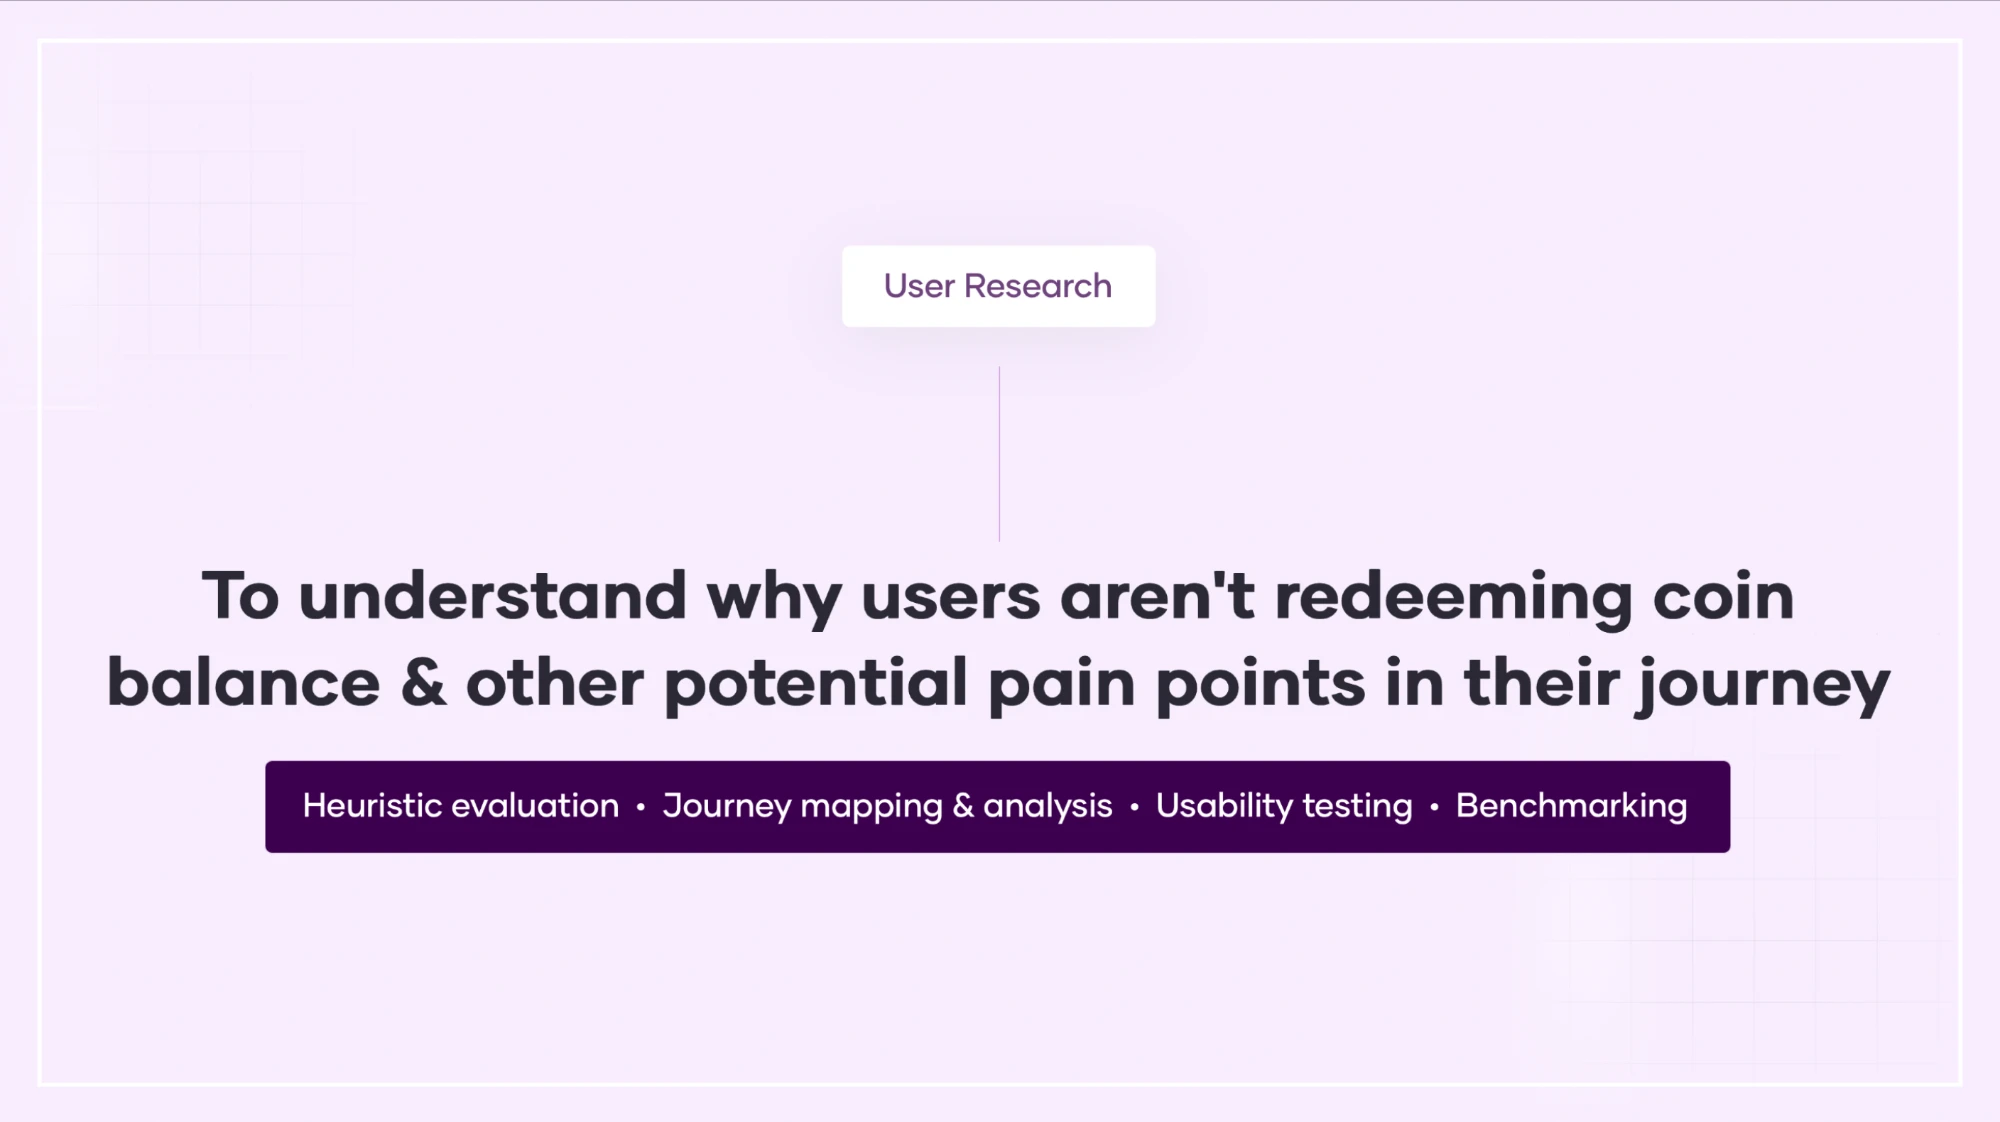 User Research
To understand why users aren't redeeming coin
balance & other potential pain points in their journey
Heuristic evaluation • Journey mapping & analysis • Usability testing • Benchmarking